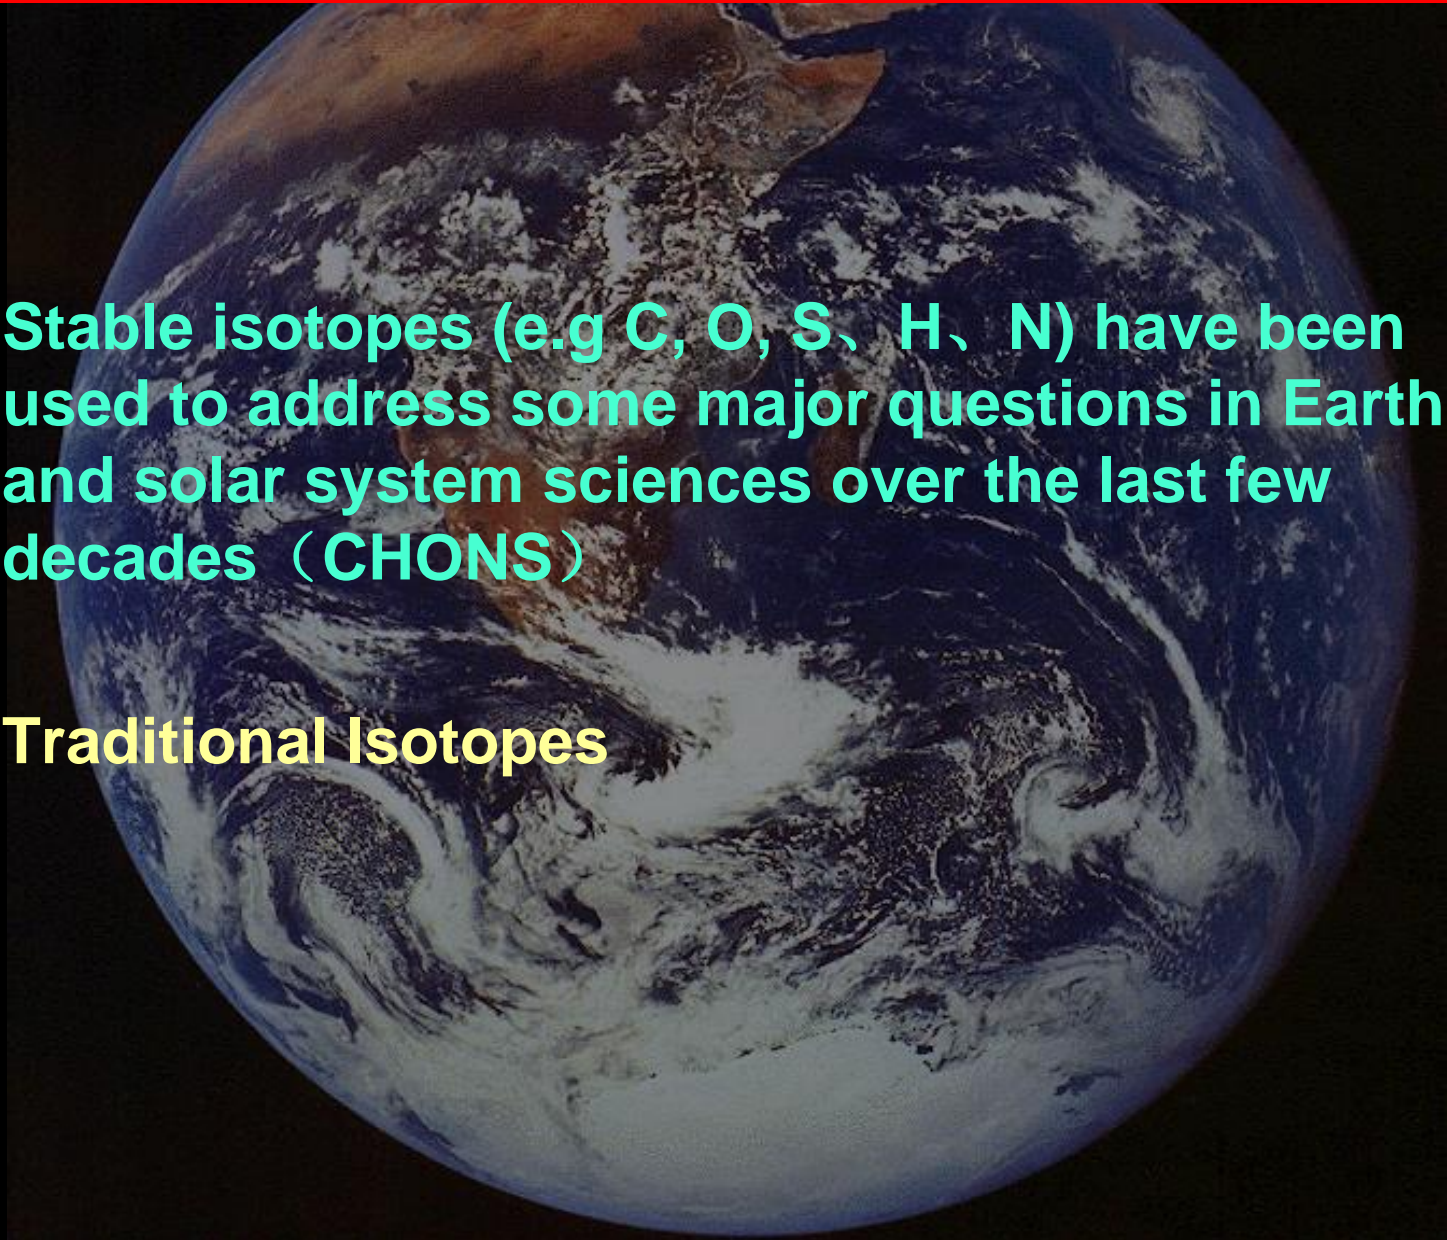 Stable isotopes (e.g C, O, S、H、N) have been
used to address some major questions in Earth
and solar system sciences over the last few
decades（CHONS）
Traditional Isotopes